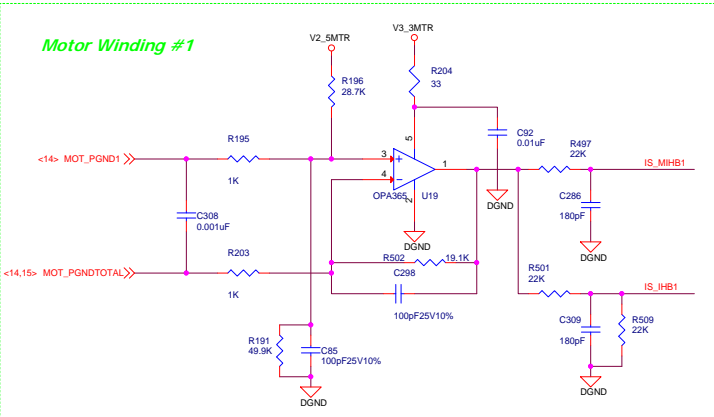 Motor Winding #1
V2_5MTR
V3_3MTR
R196
28.7K
R204
33
R195
1K
<14> MOT_PGND1
3
4
5
1
2
OPA365
U19
C92
0.01uF
DGND
R497
22K
IS_MIHB1
C286
180pF
DGND
C308
0.001uF
DGND
R203
1K
<14,15> MOT_PGNDTOTAL
R502
19.1K
C298
100pF25V10%
R501
22K
IS_IHB1
C309
180pF
R509
22K
DGND
R191
49.9K
C85
100pF25V10%
DGND